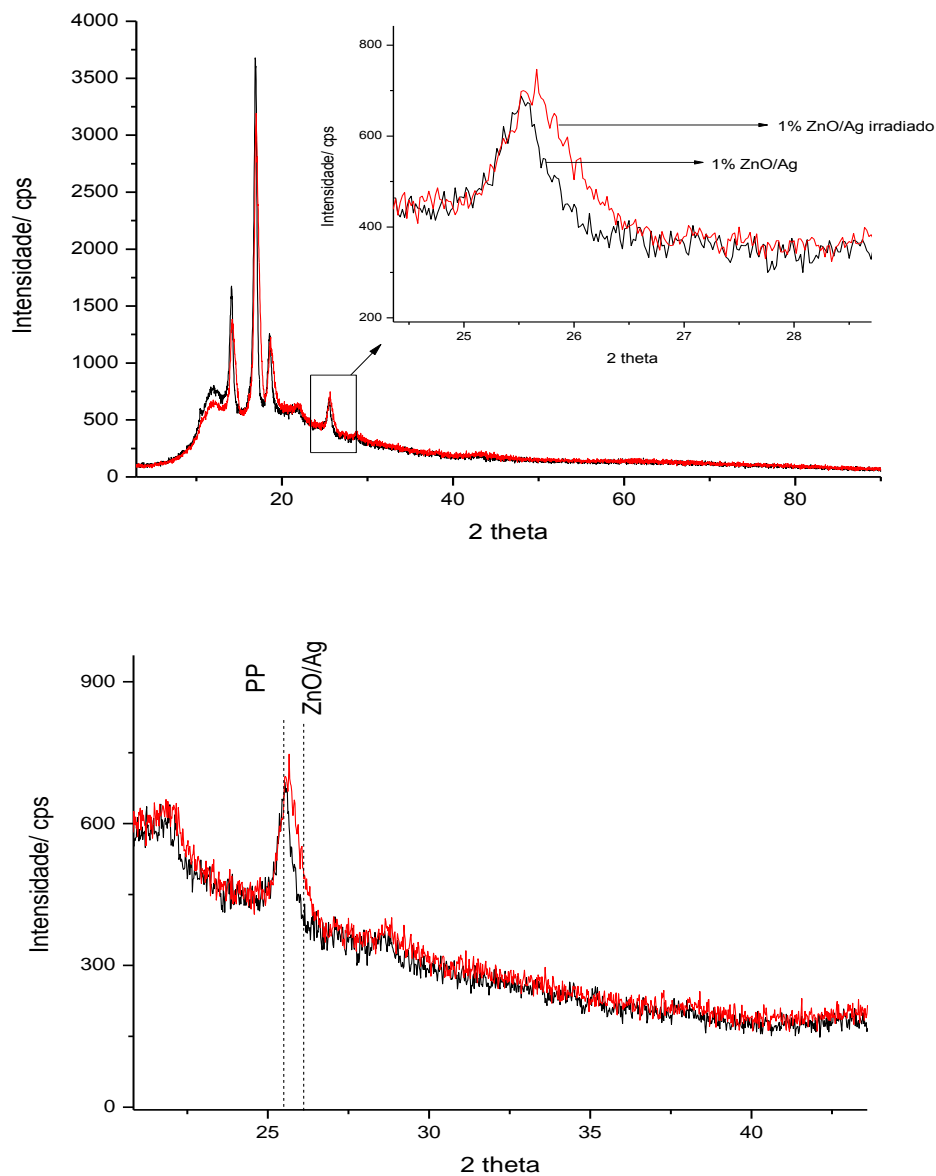 4000
3500
3000
2500
2000
1500
1000
500
0
Intensidade/ cps
20
40
60
80
2 theta
800
600
400
200
Intensidade/ cps
25
26
27
28
2 theta
1% ZnO/Ag irradiado
1% ZnO/Ag
PP
ZnO/Ag
900
600
300
0
Intensidade/ cps
25
30
35
40
2 theta